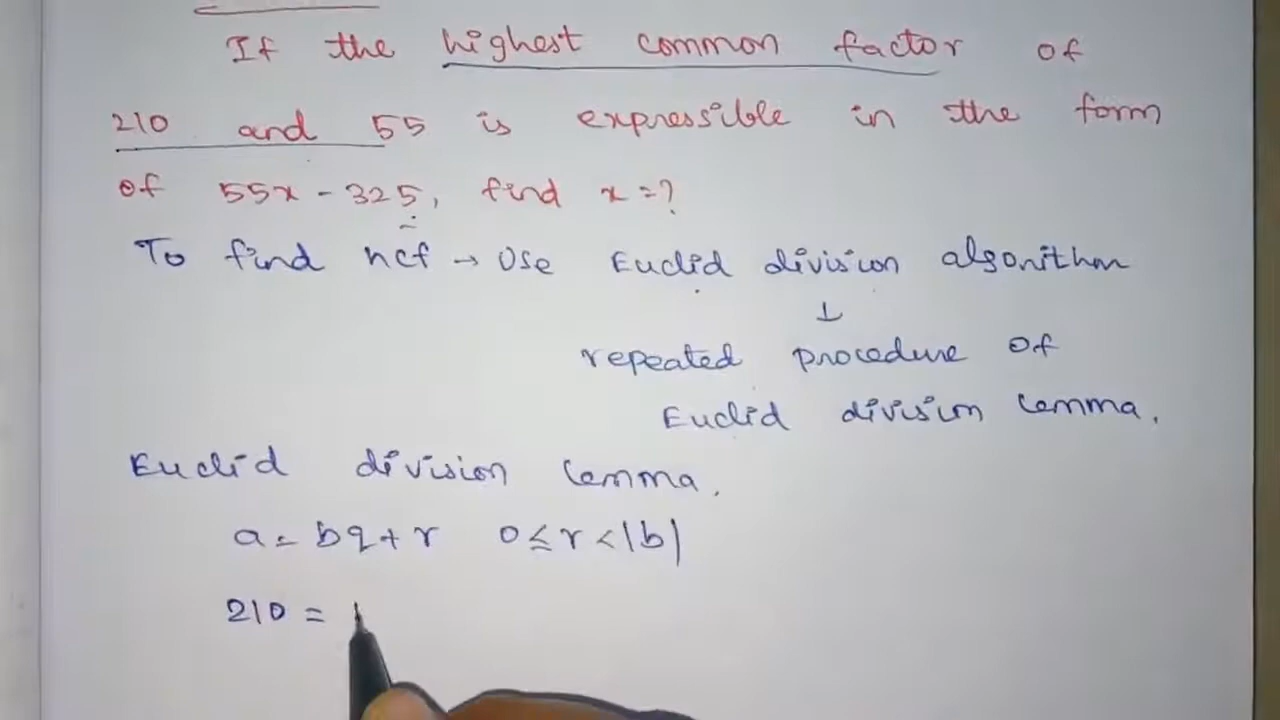 If the highest common factor of
210 and 55 is expressible in the form
of 55x - 325, find x = ?
To find hcf → Use Euclid division algorithm
↓
repeated procedure of
Euclid division lemma.
Euclid division lemma.
a = bq + r 0 ≤ r < |b|
210 =